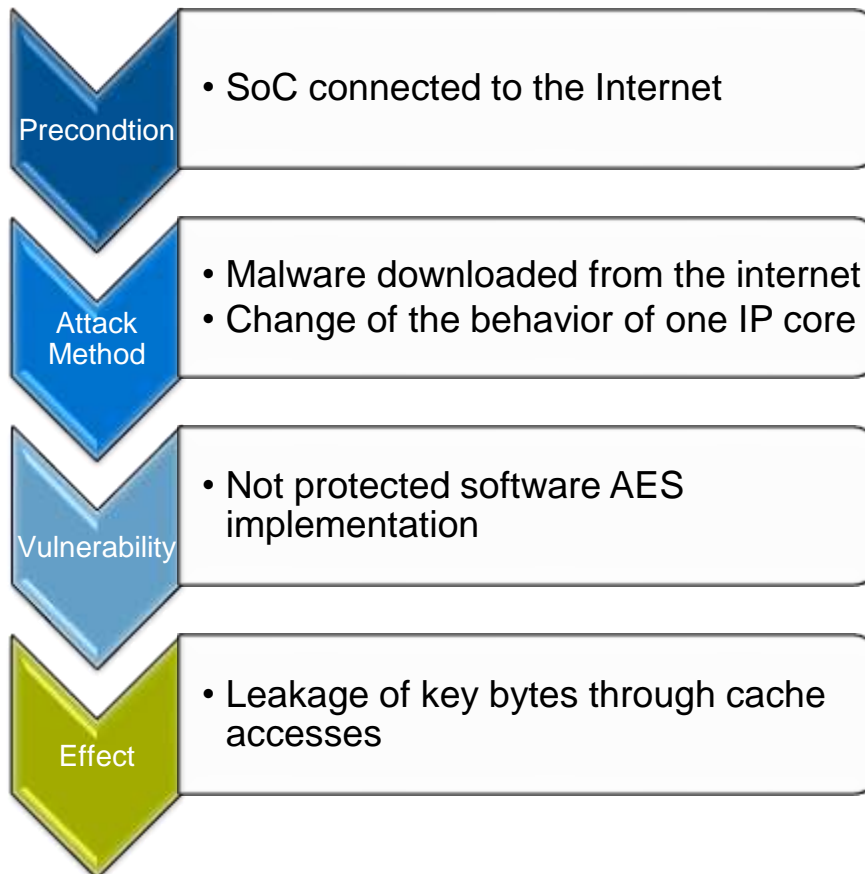 Precondtion
• SoC connected to the Internet
Attack
Method
• Malware downloaded from the internet
• Change of the behavior of one IP core
Vulnerability
• Not protected software AES
implementation
Effect
• Leakage of key bytes through cache
accesses